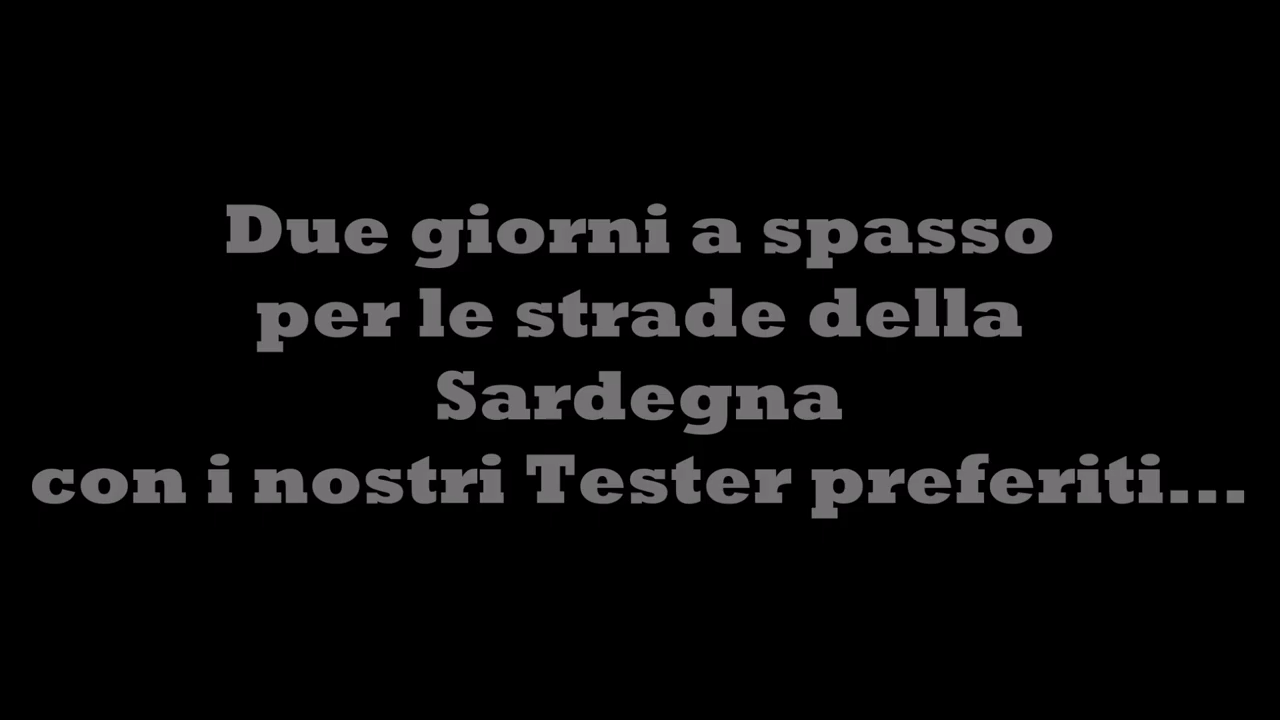 Due giorni a spasso
per le strade della
Sardegna
con i nostri Tester preferiti...